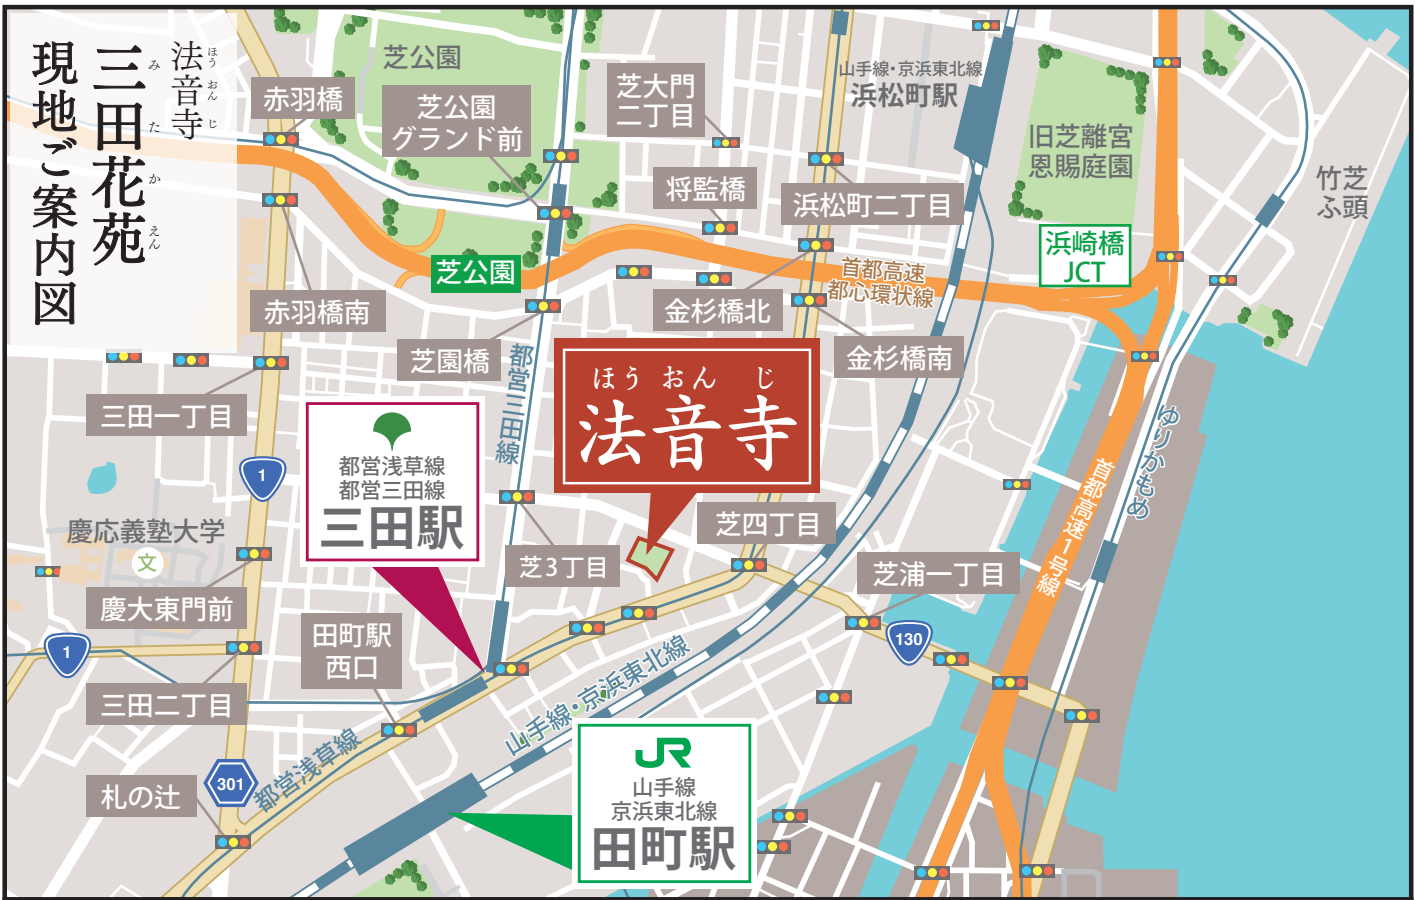 法音寺
ほうおんじ
三田花苑
みたかえん
現地ご案内図
赤羽橋
芝公園
芝公園
グランド前
芝大門
二丁目
山手線・京浜東北線
浜松町駅
旧芝離宮
恩賜庭園
竹芝
ふ頭
将監橋
浜松町二丁目
浜崎橋
JCT
芝公園
首都高速
都心環状線
赤羽橋南
金杉橋北
芝園橋
金杉橋南
都営三田線
ほう おん じ
法音寺
三田一丁目
1
都営浅草線
都営三田線
三田駅
ゆりかもめ
首都高速1号線
慶応義塾大学
文
芝四丁目
芝3丁目
芝浦一丁目
慶大東門前
田町駅
西口
1
130
山手線・京浜東北線
三田二丁目
都営浅草線
301
札の辻
JR
山手線
京浜東北線
田町駅